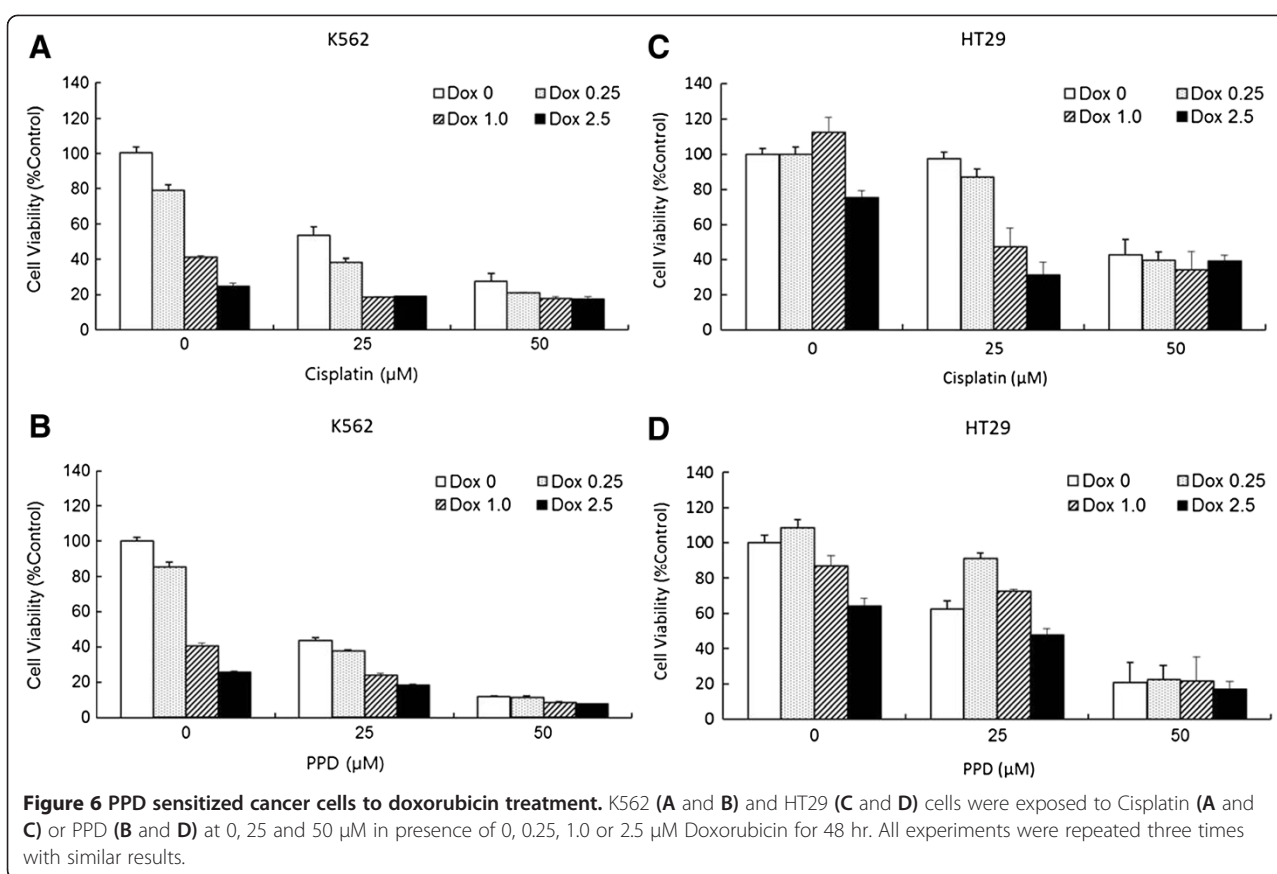 A
K562
Cell Viability (%Control)
140
120
100
80
60
40
20
0
Dox 0 Dox 0.25
Dox 1.0 Dox 2.5
0 25 50
Cisplatin (µM)
C
HT29
Cell Viability (%Control)
140
120
100
80
60
40
20
0
Dox 0 Dox 0.25
Dox 1.0 Dox 2.5
0 25 50
Cisplatin (µM)
B
K562
Cell Viability (%Control)
140
120
100
80
60
40
20
0
Dox 0 Dox 0.25
Dox 1.0 Dox 2.5
0 25 50
PPD (µM)
D
HT29
Cell Viability (%Control)
140
120
100
80
60
40
20
0
Dox 0 Dox 0.25
Dox 1.0 Dox 2.5
0 25 50
PPD (µM)
Figure 6 PPD sensitized cancer cells to doxorubicin treatment. K562 (A and B) and HT29 (C and D) cells were exposed to Cisplatin (A and
C) or PPD (B and D) at 0, 25 and 50 µM in presence of 0, 0.25, 1.0 or 2.5 µM Doxorubicin for 48 hr. All experiments were repeated three times
with similar results.